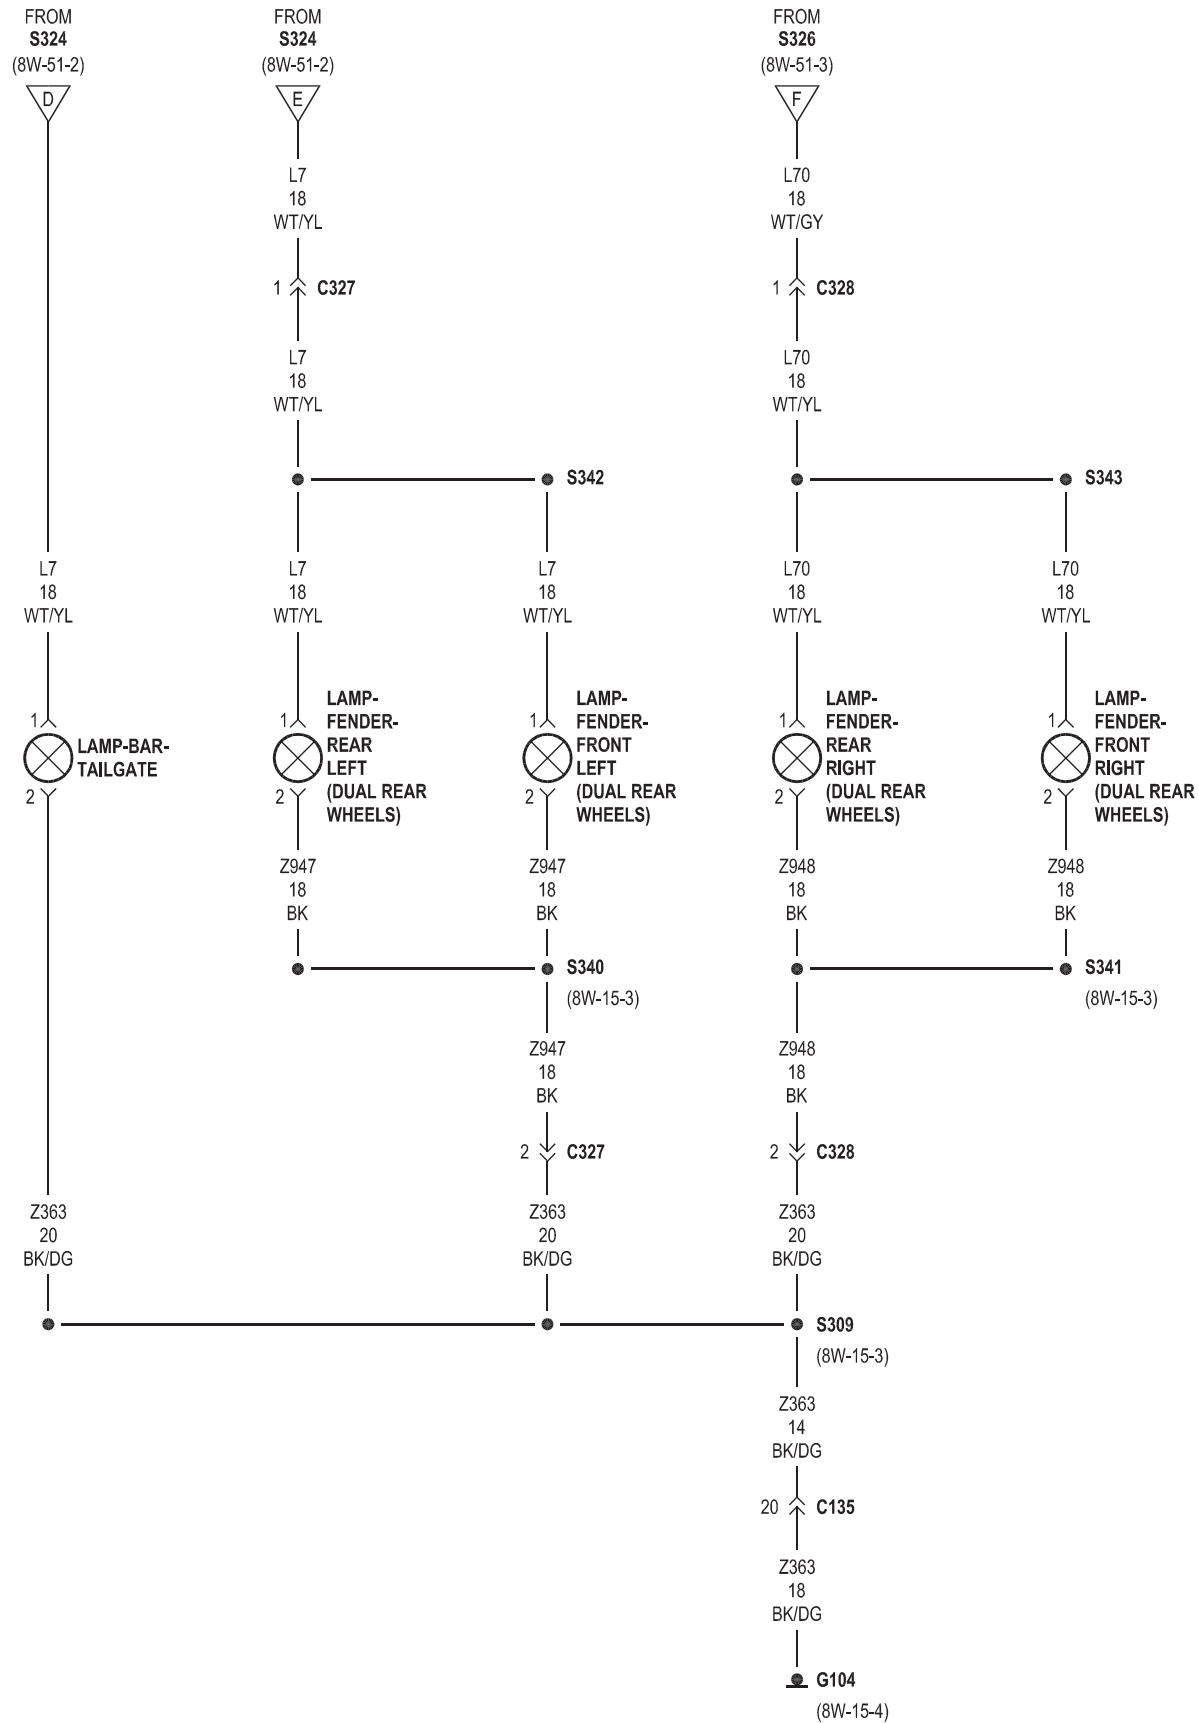 FROM
S324
(8W-51-2)
D
FROM
S324
(8W-51-2)
E
FROM
S326
(8W-51-3)
F
L7
18
WT/YL
L70
18
WT/GY
1
C327
1
C328
L7
18
WT/YL
L70
18
WT/YL
S342
S343
L7
18
WT/YL
L7
18
WT/YL
L7
18
WT/YL
L70
18
WT/YL
L70
18
WT/YL
1
2
LAMP-BAR-
TAILGATE
1
2
LAMP-
FENDER-
REAR
LEFT
(DUAL REAR
WHEELS)
1
2
LAMP-
FENDER-
FRONT
LEFT
(DUAL REAR
WHEELS)
1
2
LAMP-
FENDER-
REAR
RIGHT
(DUAL REAR
WHEELS)
1
2
LAMP-
FENDER-
FRONT
RIGHT
(DUAL REAR
WHEELS)
Z947
18
BK
Z947
18
BK
Z948
18
BK
Z948
18
BK
S340
(8W-15-3)
S341
(8W-15-3)
Z947
18
BK
Z948
18
BK
2
C327
2
C328
Z363
20
BK/DG
Z363
20
BK/DG
Z363
20
BK/DG
S309
(8W-15-3)
Z363
14
BK/DG
20
C135
Z363
18
BK/DG
G104
(8W-15-4)